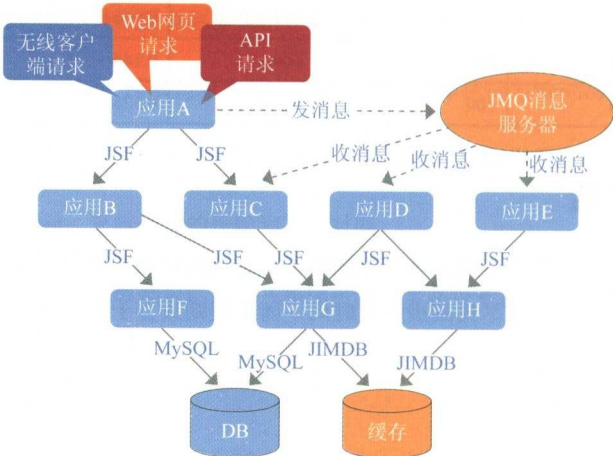 无线客户
端请求
Web网页
请求
API
请求
应用A
发消息
JMQ消息
服务器
JSF
JSF
收消息
收消息
收消息
应用B
应用C
应用D
应用E
JSF
JSF
JSF
JSF
JSF
应用F
应用G
应用H
MySQL
MySQL
JIMDB
JIMDB
DB
缓存